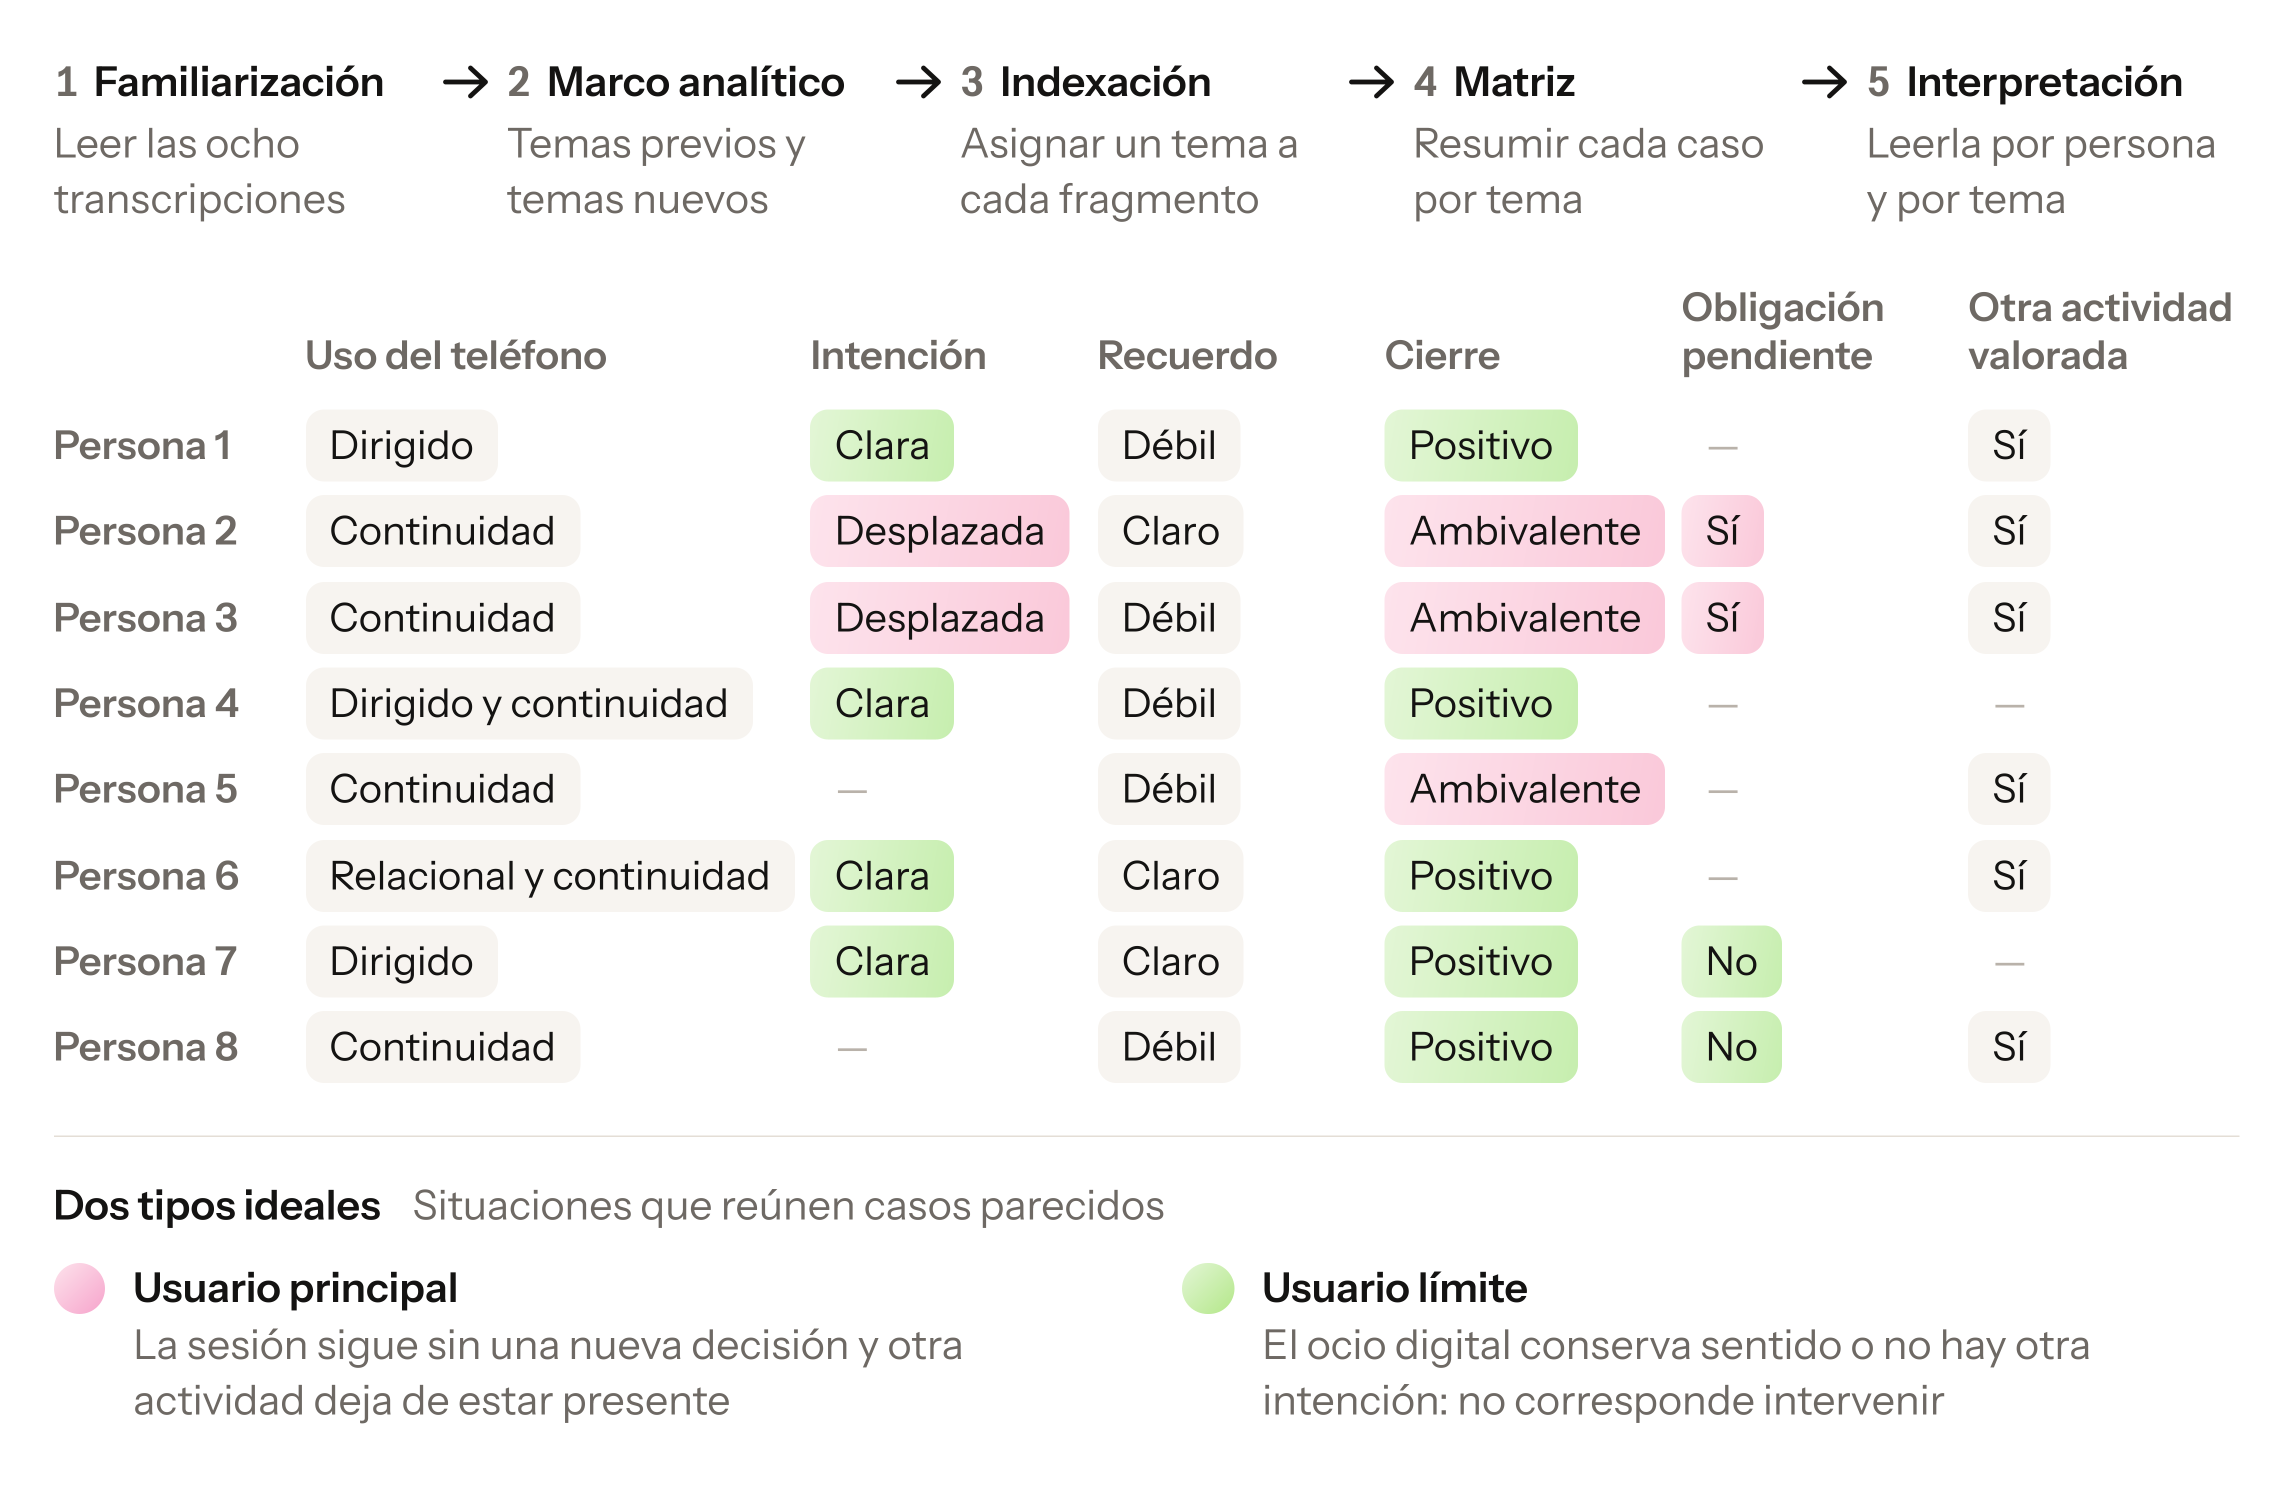 1 Familiarización → 2 Marco analítico → 3 Indexación → 4 Matriz → 5 Interpretación
Leer las ocho
transcripciones
Temas previos y
temas nuevos
Asignar un tema a
cada fragmento
Resumir cada caso
por tema
Leerla por persona
y por tema
Uso del teléfono Intención Recuerdo Cierre Obligación pendiente Otra actividad valorada
Persona 1 Dirigido Clara Débil Positivo — Sí
Persona 2 Continuidad Desplazada Claro Ambivalente Sí Sí
Persona 3 Continuidad Desplazada Débil Ambivalente Sí Sí
Persona 4 Dirigido y continuidad Clara Débil Positivo — —
Persona 5 Continuidad — Débil Ambivalente — Sí
Persona 6 Relacional y continuidad Clara Claro Positivo — Sí
Persona 7 Dirigido Clara Claro Positivo No —
Persona 8 Continuidad — Débil Positivo No Sí
Dos tipos ideales Situaciones que reúnen casos parecidos
Usuario principal
La sesión sigue sin una nueva decisión y otra
actividad deja de estar presente
Usuario límite
El ocio digital conserva sentido o no hay otra
intención: no corresponde intervenir